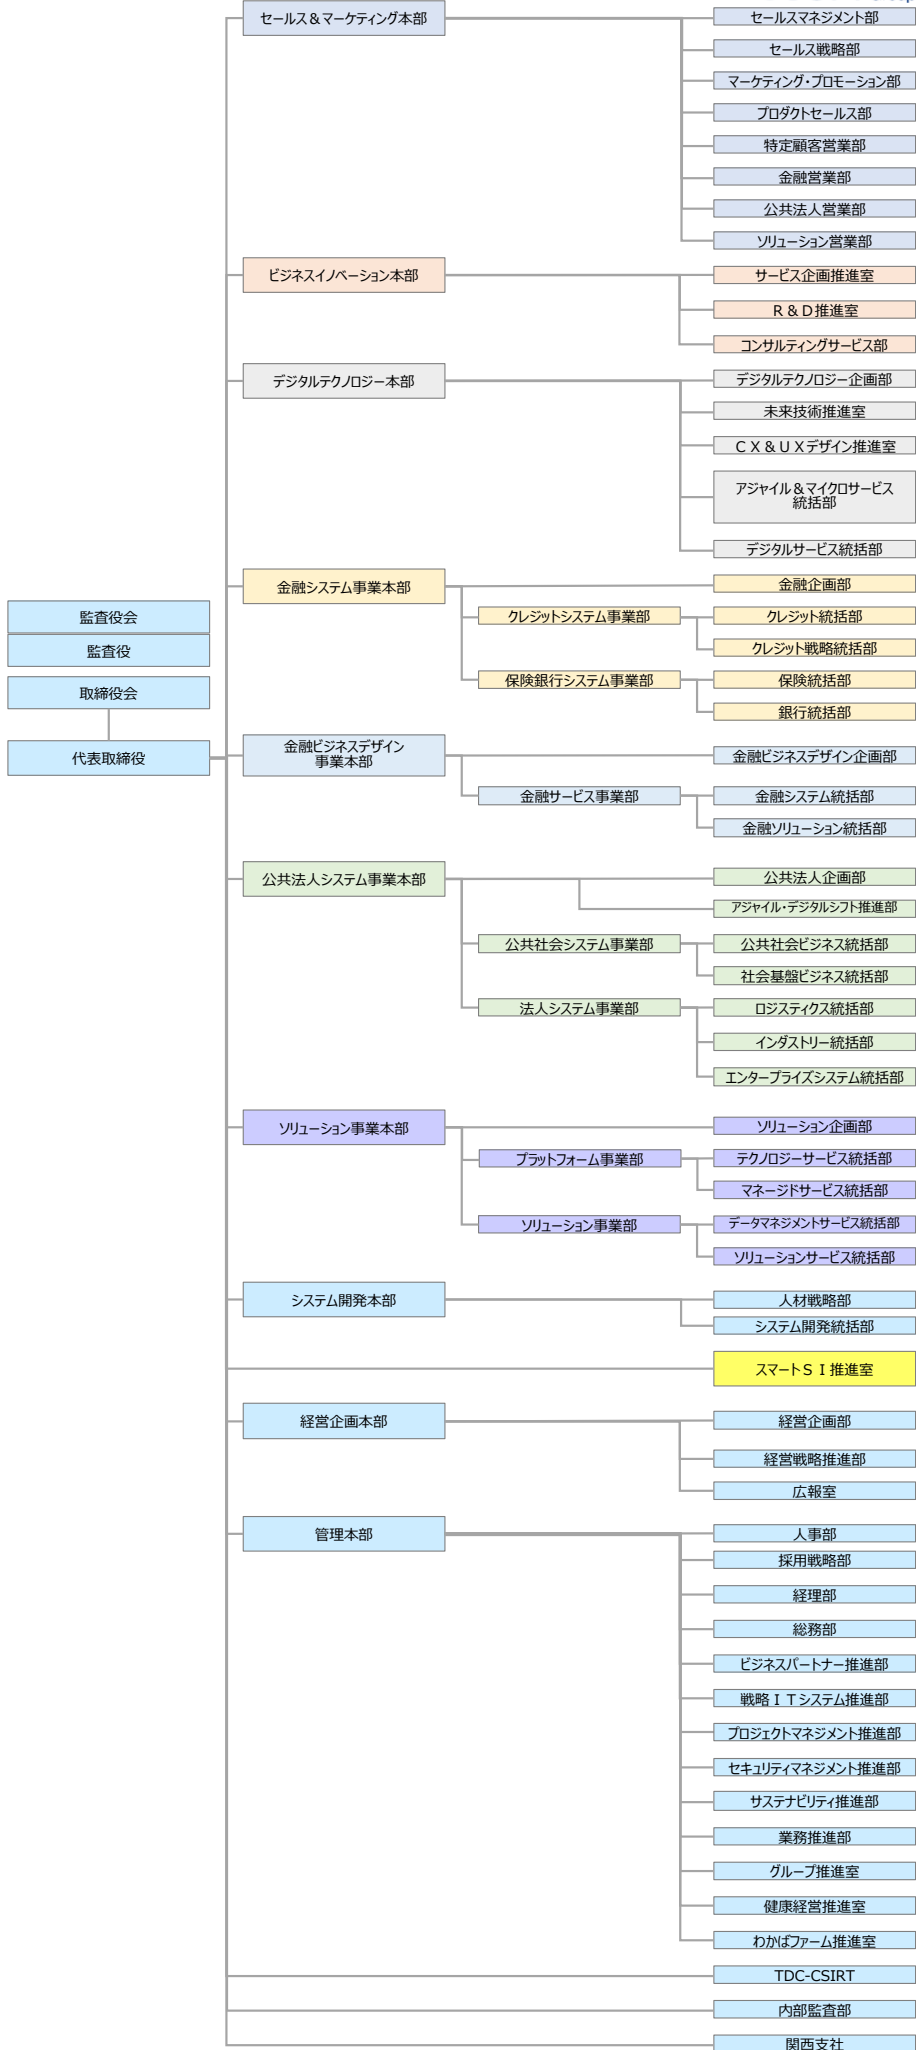 セールス＆マーケティング本部
セールスマネジメント部
セールス戦略部
マーケティング・プロモーション部
プロダクトセールス部
特定顧客営業部
金融営業部
公共法人営業部
ソリューション営業部
ビジネスイノベーション本部
サービス企画推進室
Ｒ＆Ｄ推進室
コンサルティングサービス部
デジタルテクノロジー本部
デジタルテクノロジー企画部
未来技術推進室
ＣＸ＆ＵＸデザイン推進室
アジャイル＆マイクロサービス
統括部
デジタルサービス統括部
金融システム事業本部
金融企画部
クレジットシステム事業部
クレジット統括部
クレジット戦略統括部
保険銀行システム事業部
保険統括部
銀行統括部
監査役会
監査役
取締役会
代表取締役
金融ビジネスデザイン
事業本部
金融ビジネスデザイン企画部
金融サービス事業部
金融システム統括部
金融ソリューション統括部
公共法人システム事業本部
公共法人企画部
アジャイル・デジタルシフト推進部
公共社会システム事業部
公共社会ビジネス統括部
社会基盤ビジネス統括部
法人システム事業部
ロジスティクス統括部
インダストリー統括部
エンタープライズシステム統括部
ソリューション事業本部
ソリューション企画部
プラットフォーム事業部
テクノロジーサービス統括部
マネージドサービス統括部
ソリューション事業部
データマネジメントサービス統括部
ソリューションサービス統括部
システム開発本部
人材戦略部
システム開発統括部
スマートＳＩ推進室
経営企画本部
経営企画部
経営戦略推進部
広報室
管理本部
人事部
採用戦略部
経理部
総務部
ビジネスパートナー推進部
戦略ＩＴシステム推進部
プロジェクトマネジメント推進部
セキュリティマネジメント推進部
サステナビリティ推進部
業務推進部
グループ推進室
健康経営推進室
わかばファーム推進室
TDC-CSIRT
内部監査部
関西支社